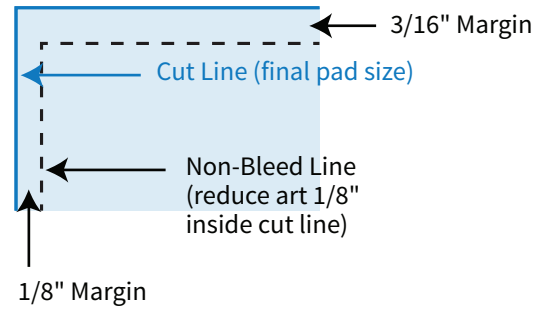 3/16" Margin
Cut Line (final pad size)
Non-Bleed Line
(reduce art 1/8"
inside cut line)
1/8" Margin